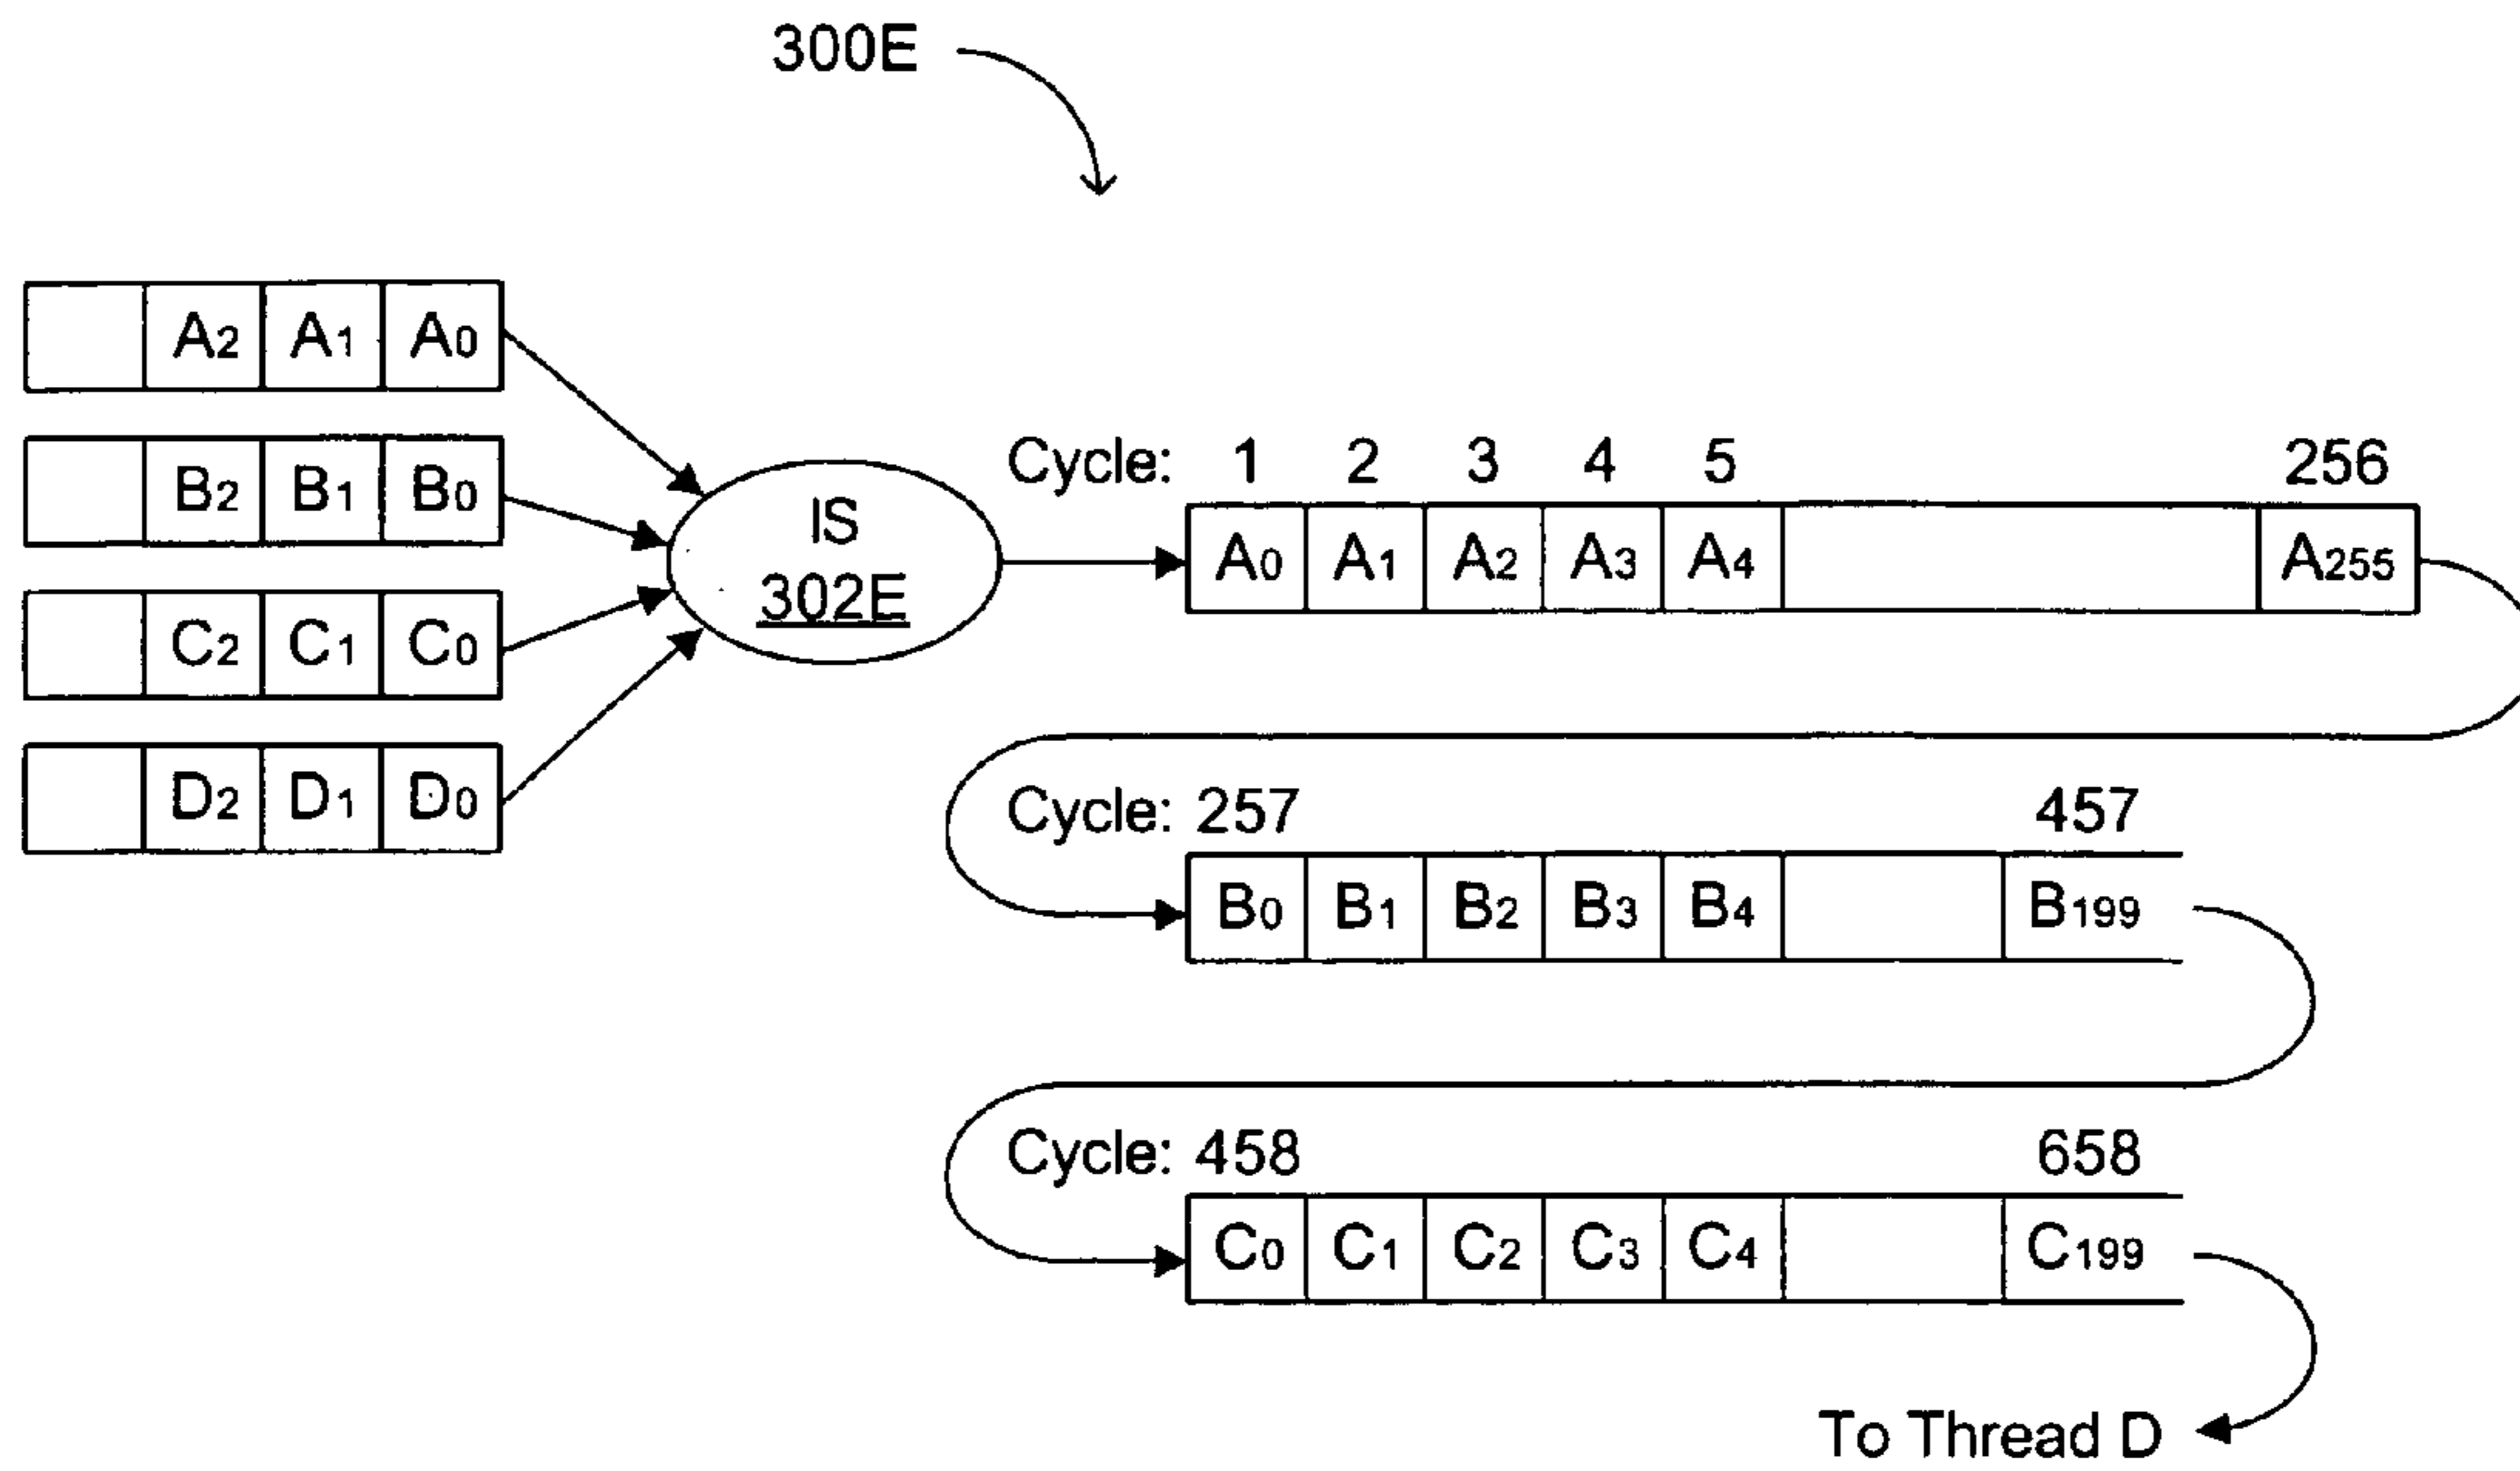 300E
A2 A1 A0
B2 B1 B0
C2 C1 C0
D2 D1 D0
IS
302E
Cycle: 1 2 3 4 5 256
A0 A1 A2 A3 A4 A255
Cycle: 257 457
B0 B1 B2 B3 B4 B199
Cycle: 458 658
C0 C1 C2 C3 C4 C199
To Thread D